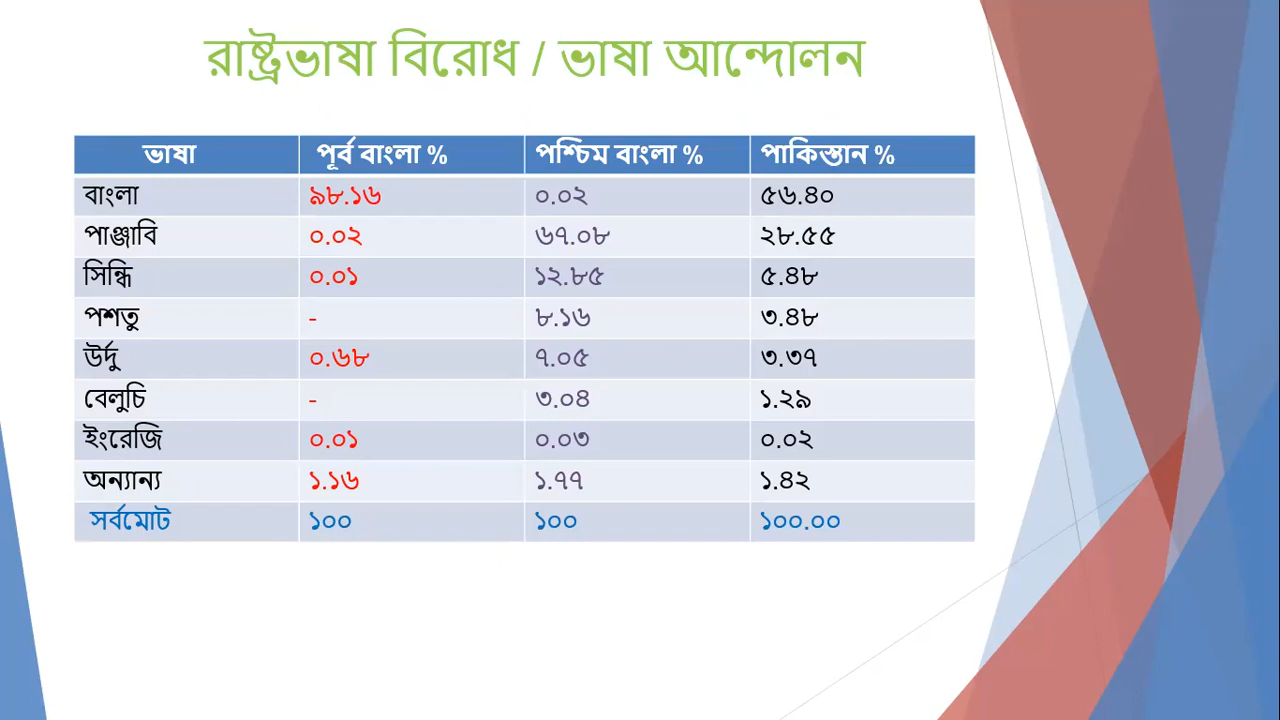 রাষ্ট্রভাষা বিরোধ / ভাষা আন্দোলন
ভাষা পূর্ব বাংলা % পশ্চিম বাংলা % পাকিস্তান %
বাংলা ৯৮.১৬ ০.০২ ৫৬.৪০
পাঞ্জাবি ০.০২ ৬৭.০৮ ২৮.৫৫
সিন্ধি ০.০১ ১২.৮৫ ৫.৪৮
পশতু - ৮.১৬ ৩.৪৮
উর্দু ০.৬৮ ৭.০৫ ৩.৩৭
বেলুচি - ৩.০৪ ১.২৯
ইংরেজি ০.০১ ০.০৩ ০.০২
অন্যান্য ১.১৬ ১.৭৭ ১.৪২
সর্বমোট ১০০ ১০০ ১০০.০০